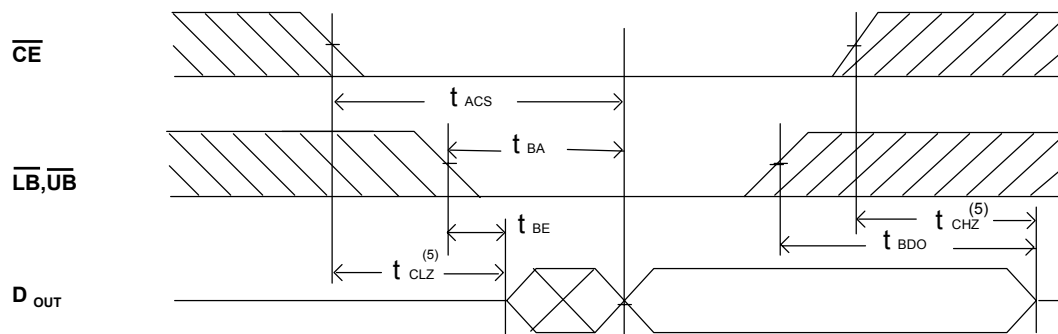 CE
t ACS
t BA
LB,UB
t BE
t CHZ (5)
t BDO
t CLZ (5)
D OUT